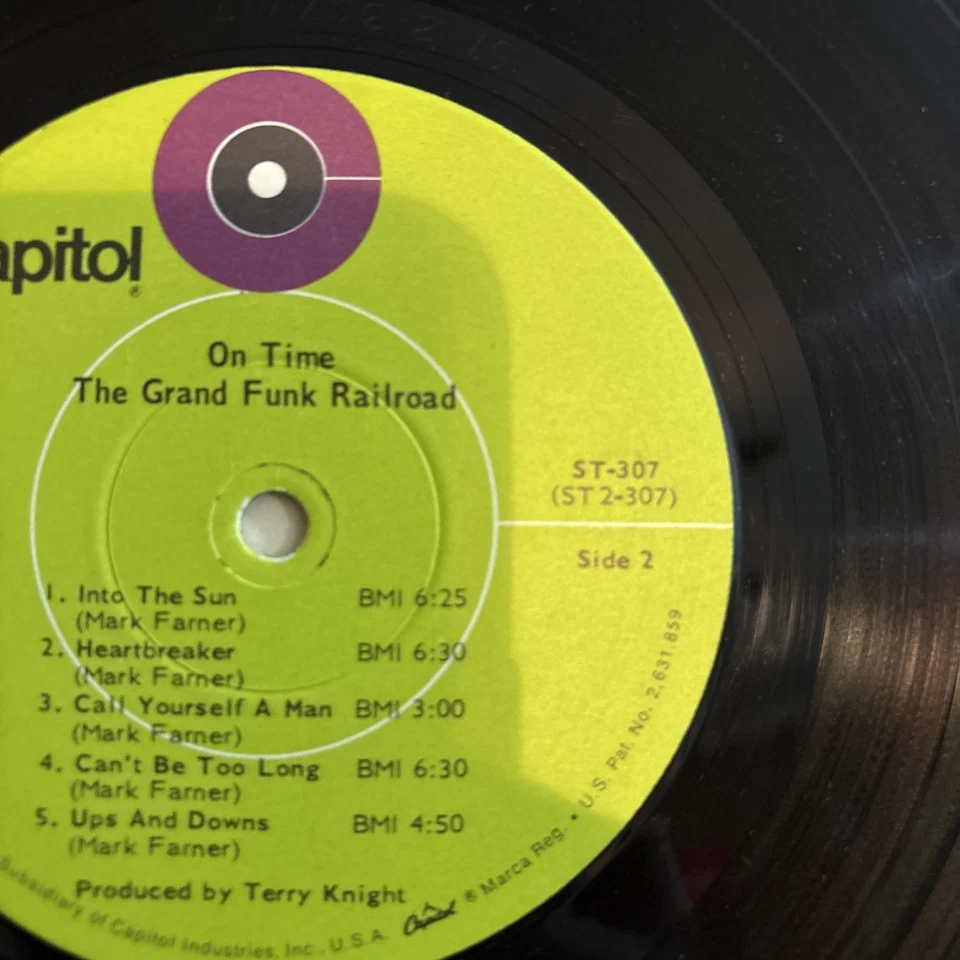 apitol®
On Time
The Grand Funk Railroad
ST-307
(ST 2-307)
Side 2
1. Into The Sun BMI 6:25
(Mark Farner)
2. Heartbreaker BMI 6:30
(Mark Farner)
3. Call Yourself A Man BMI 3:00
(Mark Farner)
4. Can't Be Too Long BMI 6:30
(Mark Farner)
5. Ups And Downs BMI 4:50
(Mark Farner)
Produced by Terry Knight
Subsidiary of Capitol Industries, Inc., U.S.A. Capitol ® Marca Reg. • U.S. Pat. No. 2,631,859